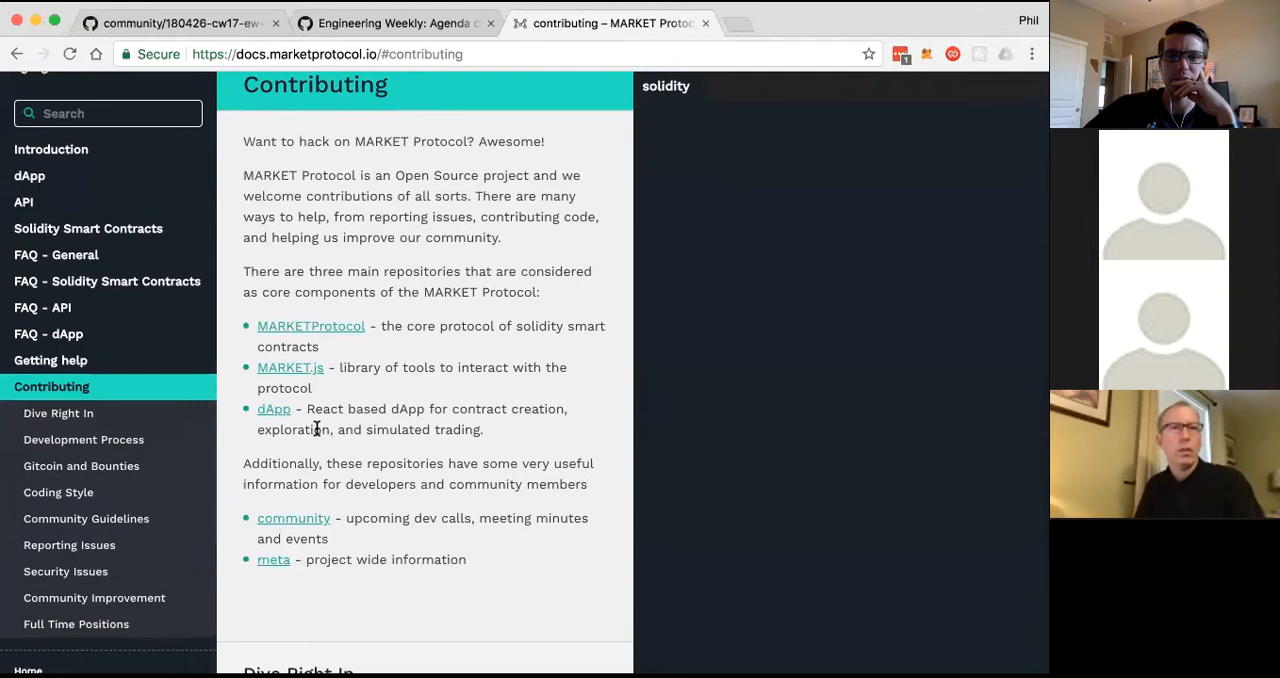 community/180426-cw17-ew-
Engineering Weekly: Agenda
contributing – MARKET Protoc
Phil
Secure
https://docs.marketprotocol.io/#contributing
1
Search
Introduction
dApp
API
Solidity Smart Contracts
FAQ - General
FAQ - Solidity Smart Contracts
FAQ - API
FAQ - dApp
Getting help
Contributing
Dive Right In
Development Process
Gitcoin and Bounties
Coding Style
Community Guidelines
Reporting Issues
Security Issues
Community Improvement
Full Time Positions
Home
Contributing
Want to hack on MARKET Protocol? Awesome!
MARKET Protocol is an Open Source project and we
welcome contributions of all sorts. There are many
ways to help, from reporting issues, contributing code,
and helping us improve our community.
There are three main repositories that are considered
as core components of the MARKET Protocol:
MARKETProtocol - the core protocol of solidity smart
contracts
MARKET.js - library of tools to interact with the
protocol
dApp - React based dApp for contract creation,
exploration, and simulated trading.
Additionally, these repositories have some very useful
information for developers and community members
community - upcoming dev calls, meeting minutes
and events
meta - project wide information
Dive Right In
solidity